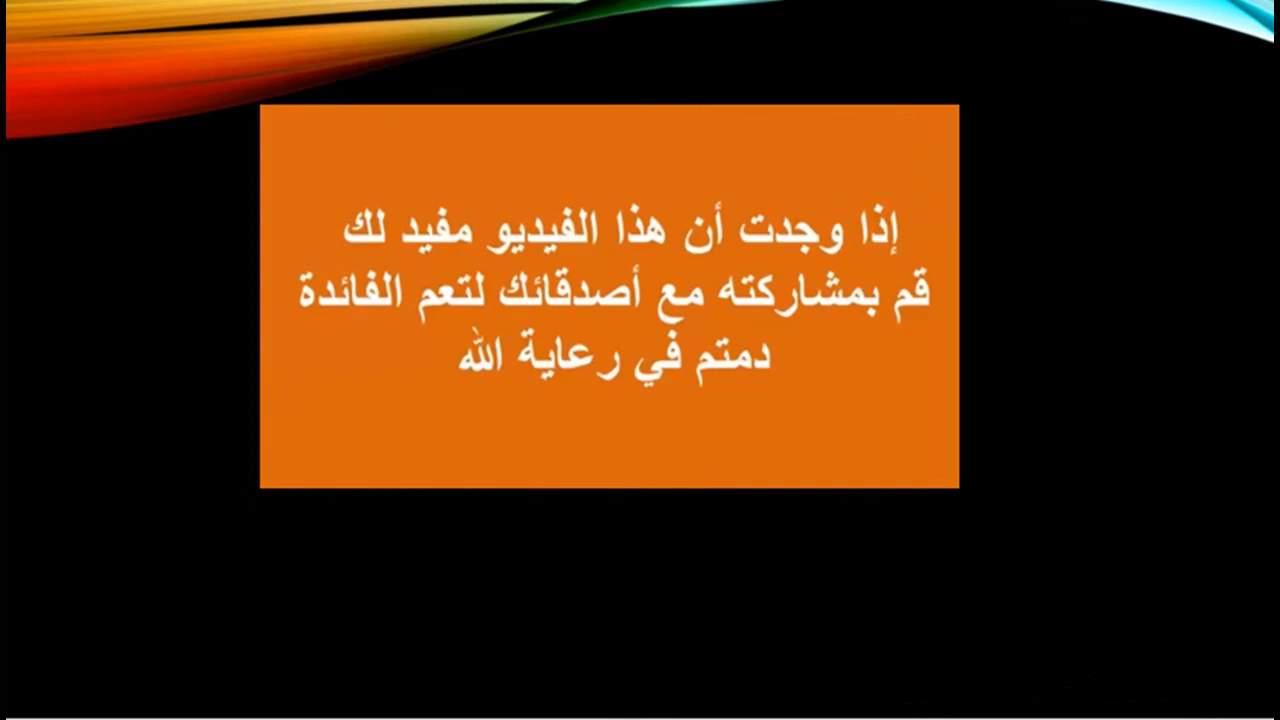 إذا وجدت أن هذا الفيديو مفيد لك
قم بمشاركته مع أصدقائك لتعم الفائدة
دمتم في رعاية الله